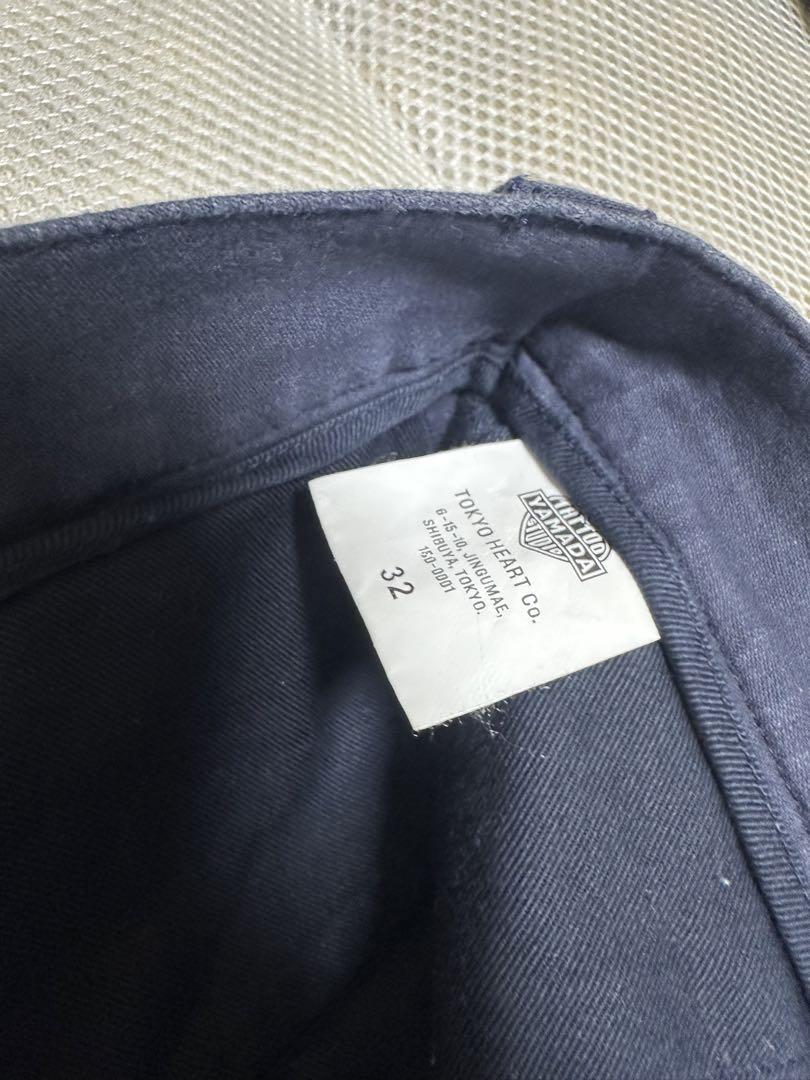 YAMADA
TOKYO HEART Co.
6-15-10, JINGUMAE,
SHIBUYA, TOKYO.
150-0001
32